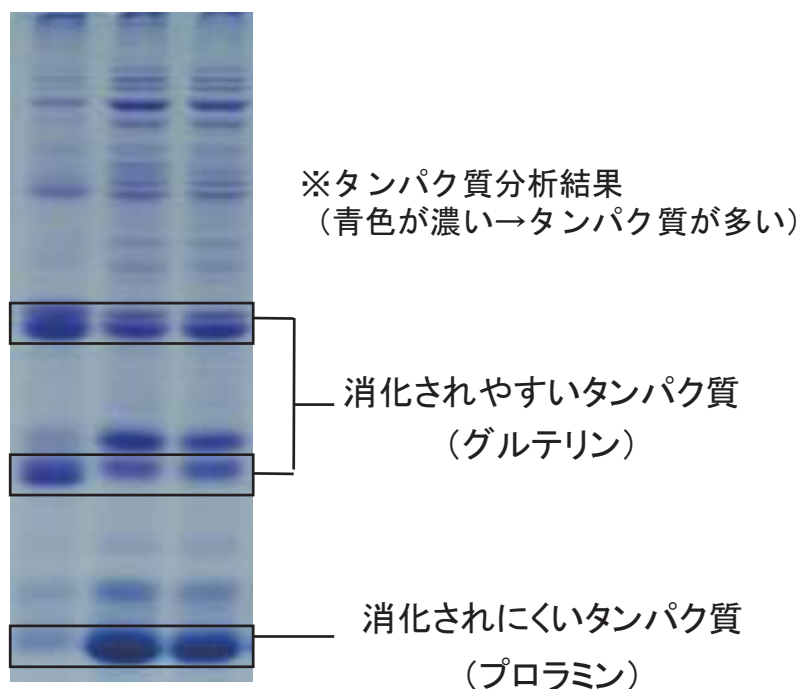 ※タンパク質分析結果
（青色が濃い→タンパク質が多い）
消化されやすいタンパク質
（グルテリン）
消化されにくいタンパク質
（プロラミン）